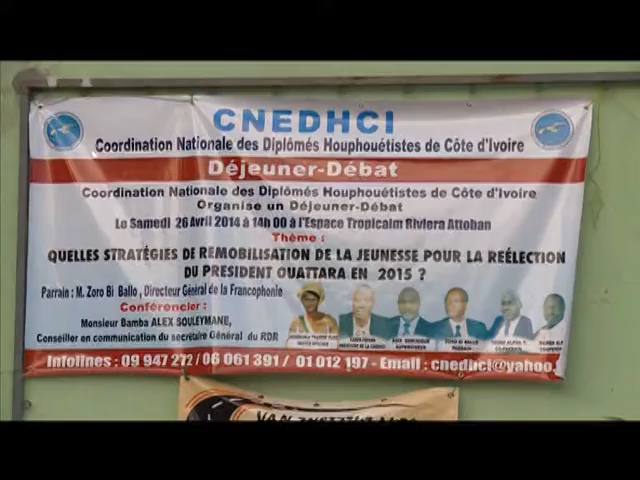 CNEDHCI
Coordination Nationale des Diplômés Houphouétistes de Côte d'Ivoire
Déjeuner-Débat
Coordination Nationale des Diplômés Houphouétistes de Côte d'Ivoire
Organise un Déjeuner-Débat
Le Samedi 26 Avril 2014 à 14h 00 à l'Espace Tropicalm Riviera Attoban
Thème :
QUELLES STRATÉGIES DE REMOBILISATION DE LA JEUNESSE POUR LA REÉLECTION
DU PRESIDENT OUATTARA EN 2015 ?
Parrain : M. Zoro Bi Ballo, Directeur Général de la Francophonie
Conférencier :
Monsieur Bamba ALEX SOULEYMANE,
Conseiller en communication du secrétaire Général du RDR
Infolines : 09 947 272 / 06 061 391 / 01 012 197 - Email : cnedhci@yahoo.